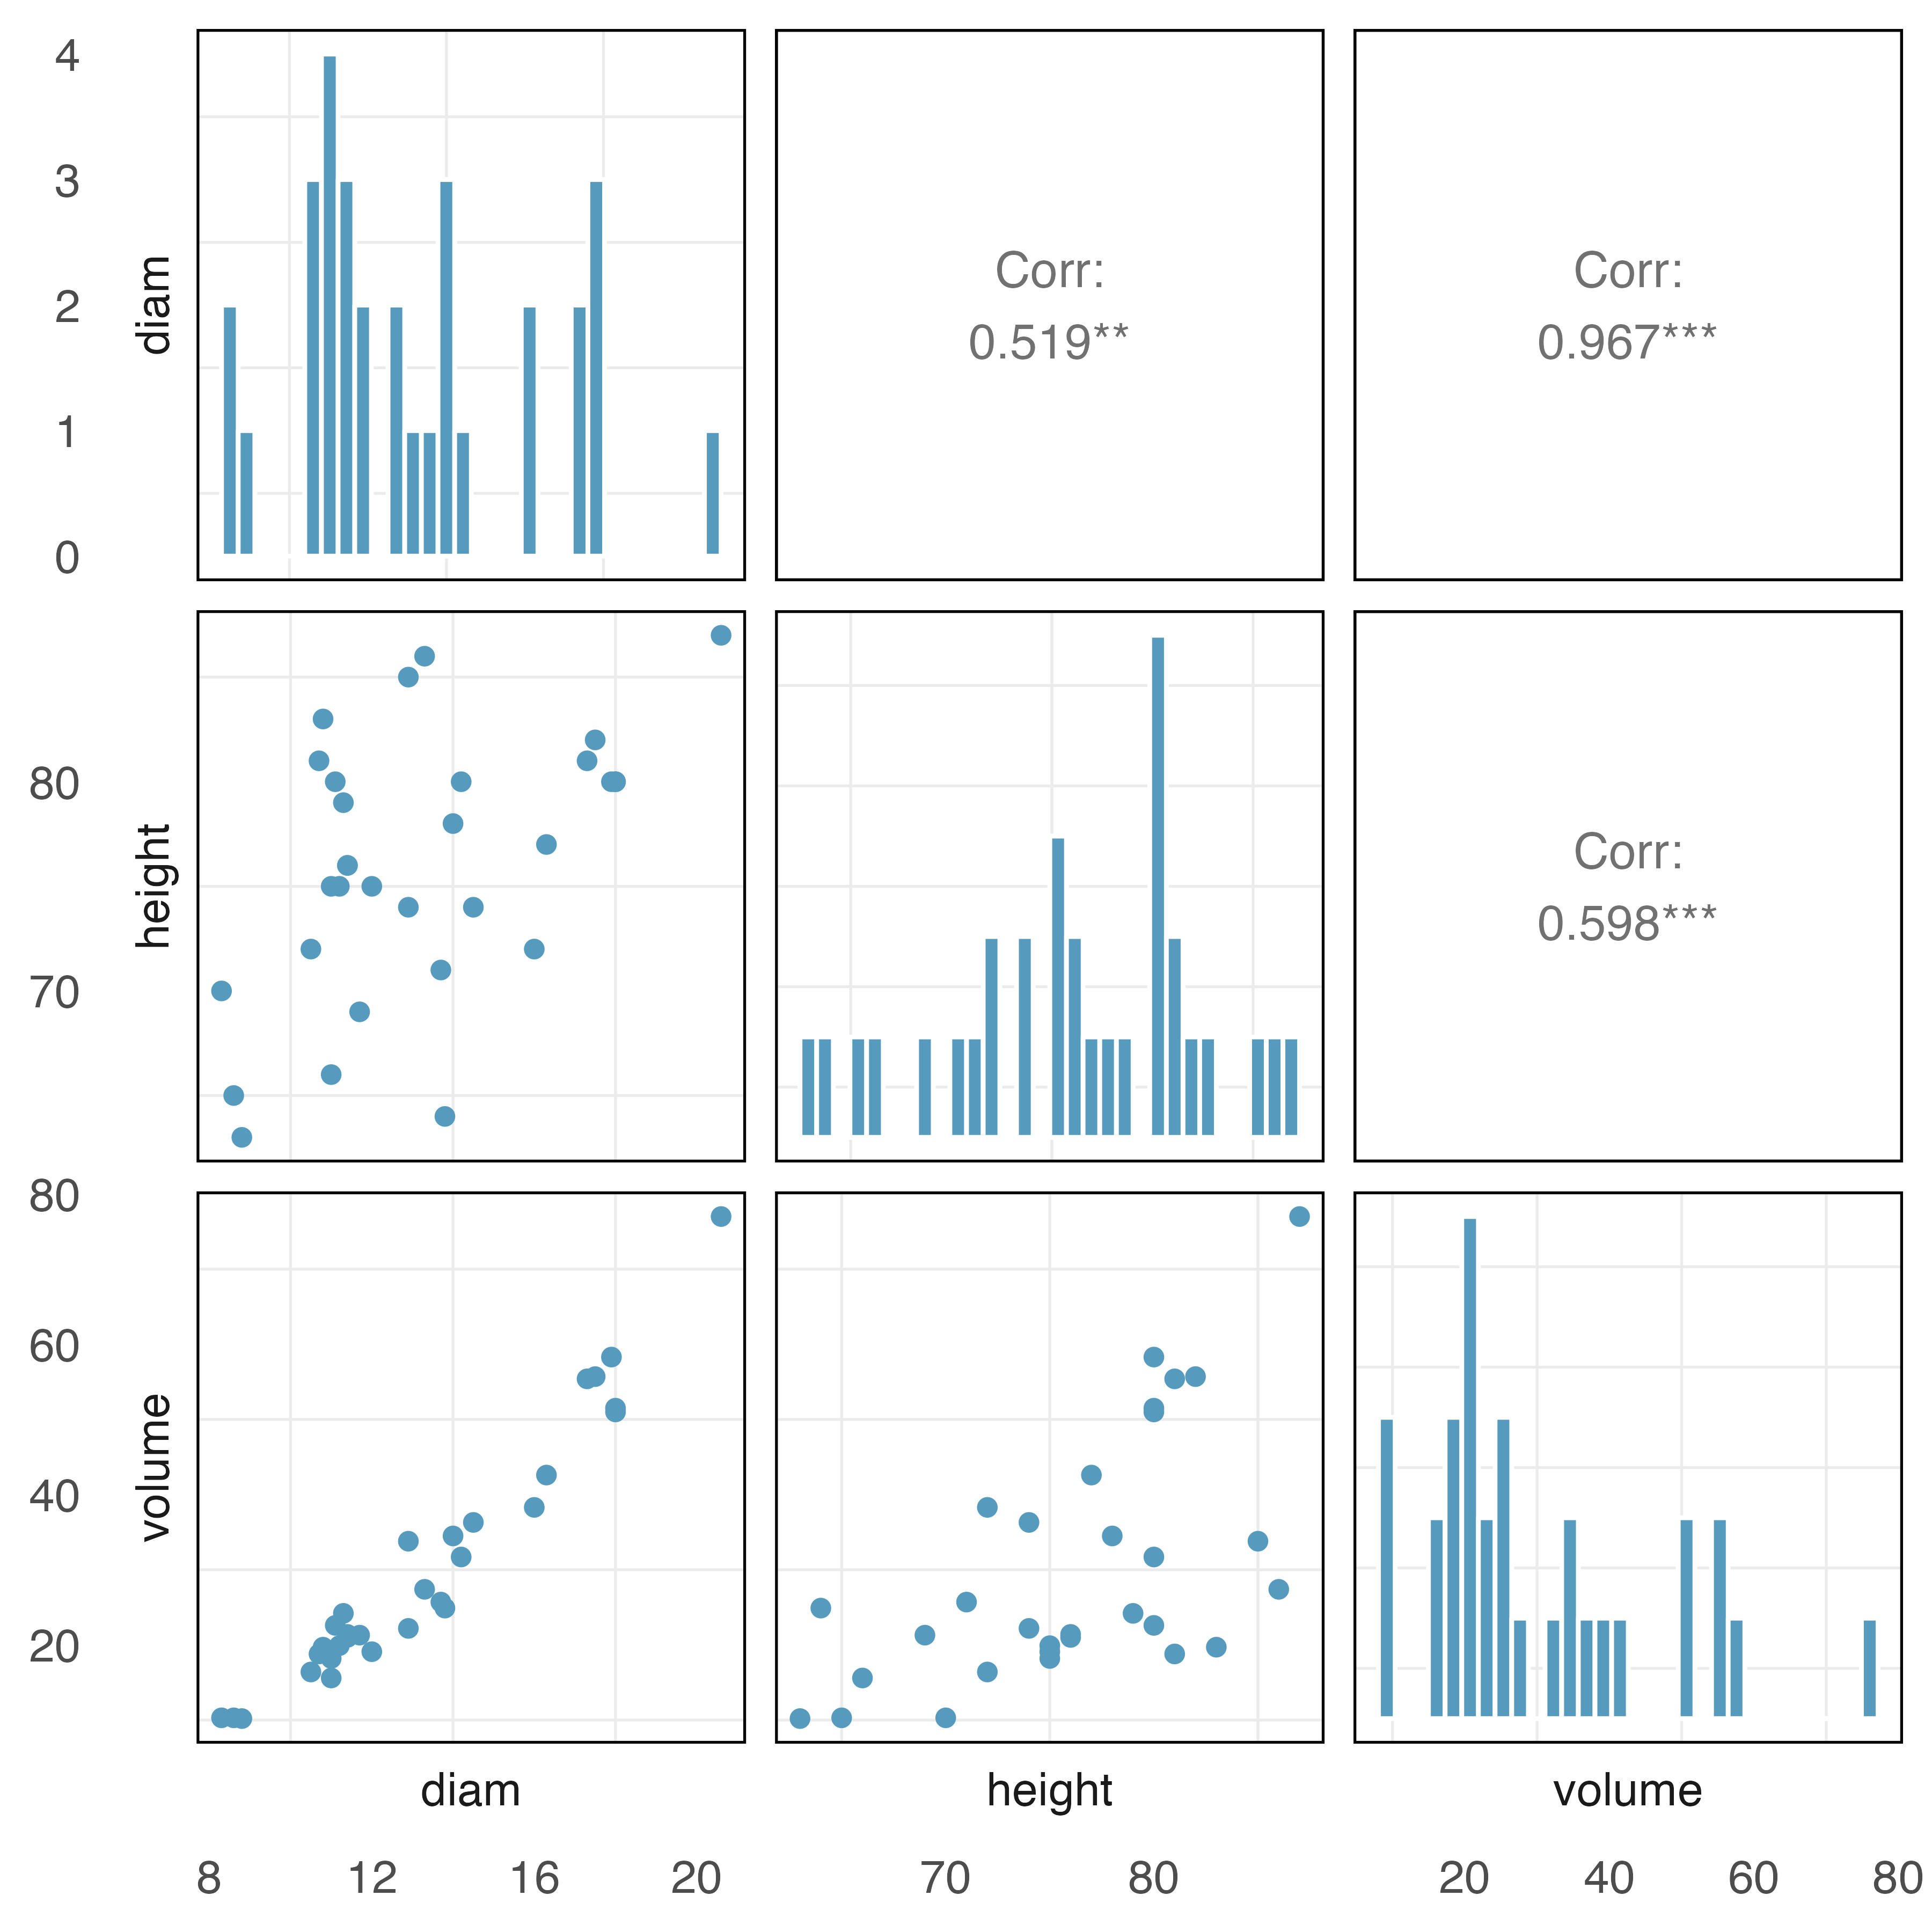 4
3
2
1
0
diam
Corr:
0.519**
Corr:
0.967***
80
70
height
Corr:
0.598***
80
60
40
20
volume
diam height volume
8 12 16 20 70 80 20 40 60 80